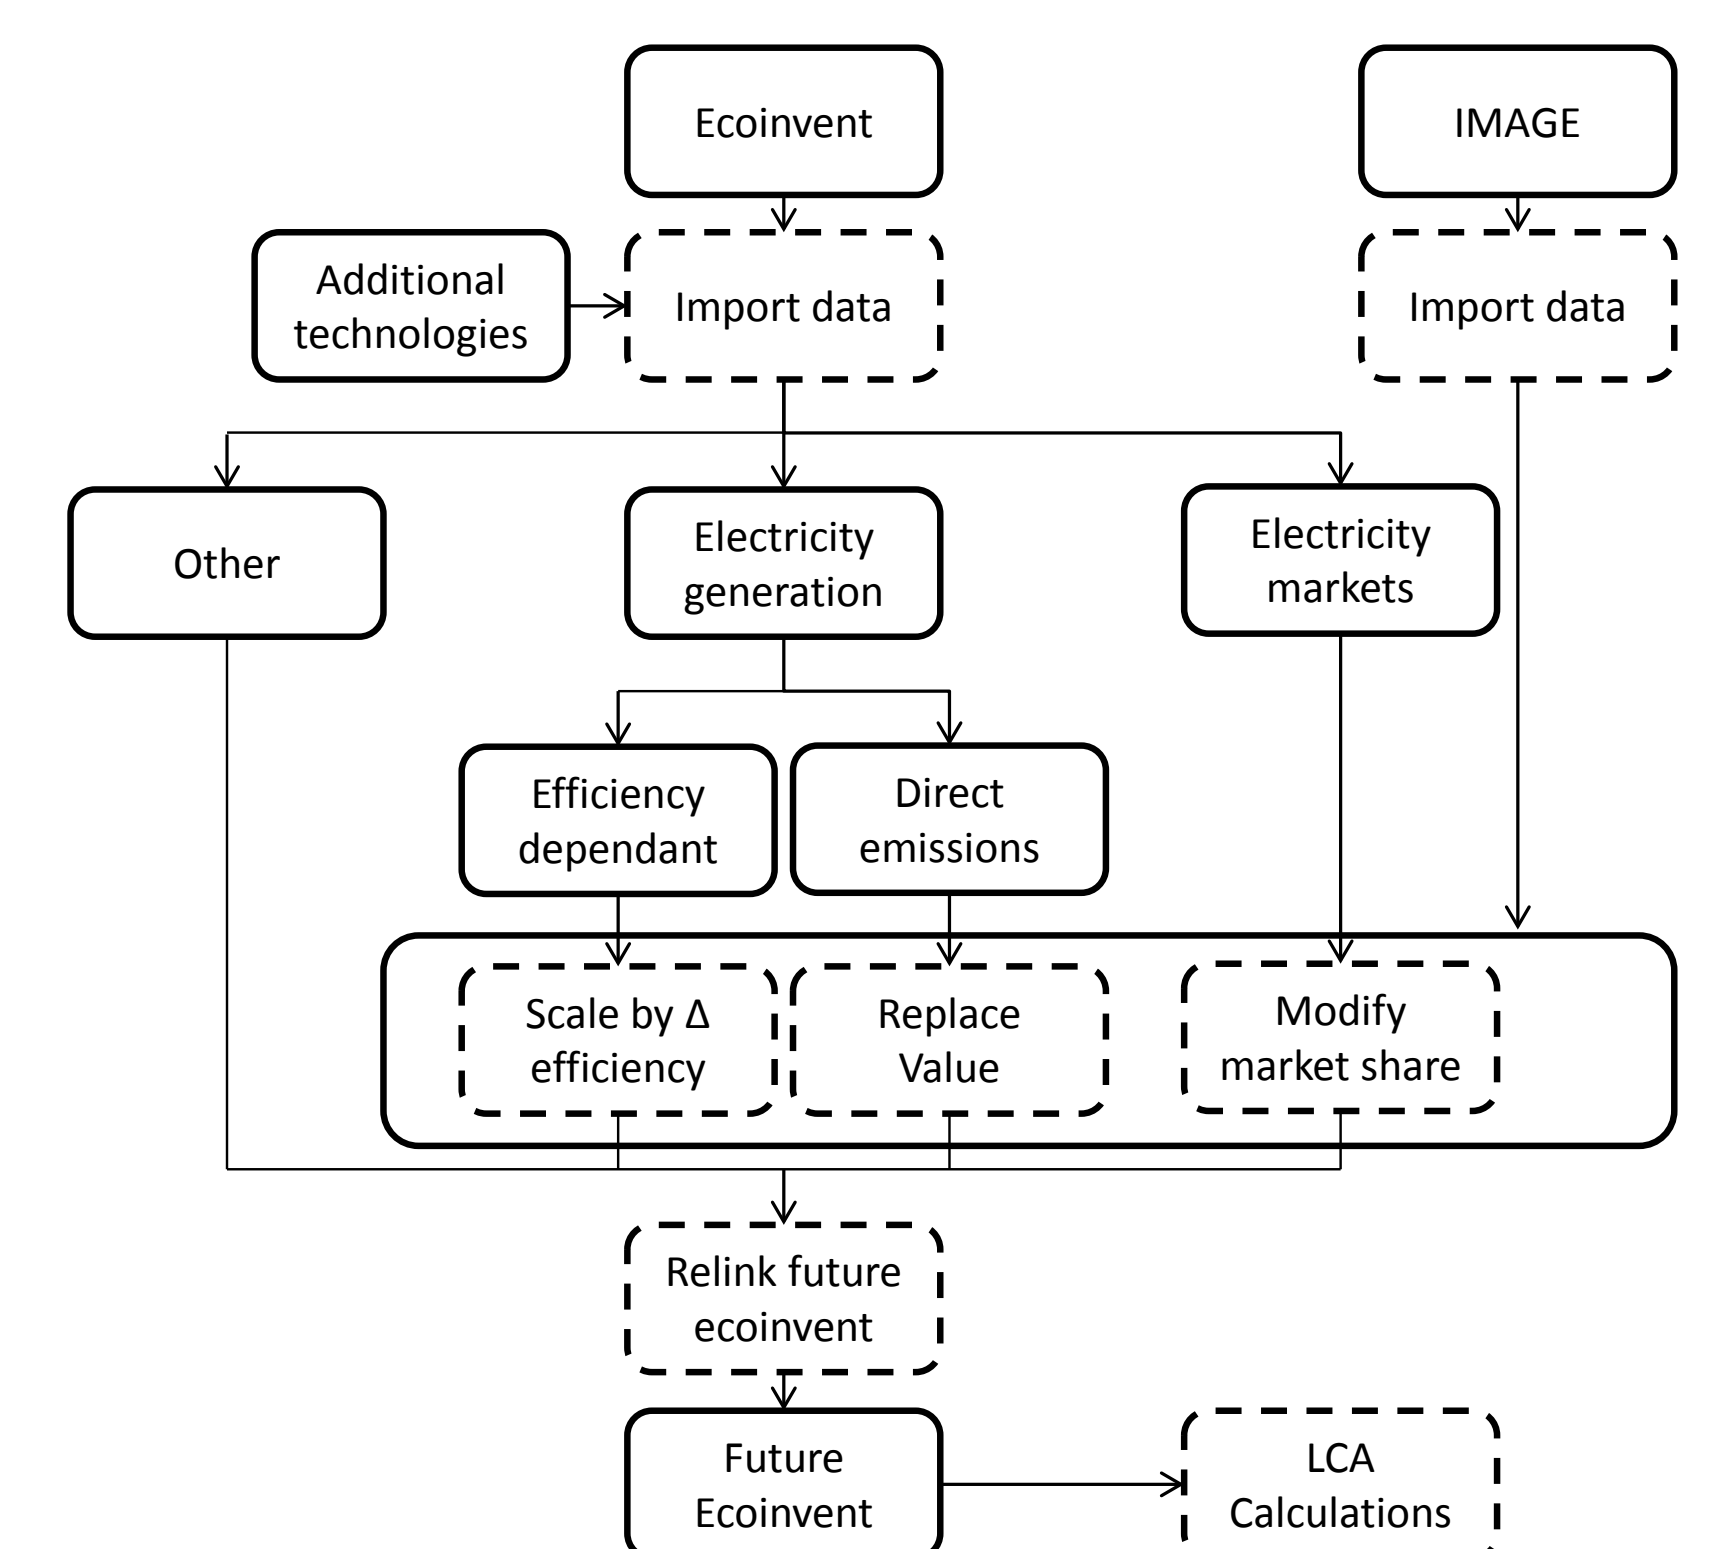 Ecoinvent
IMAGE
Additional
technologies
Import data
Import data
Other
Electricity
generation
Electricity
markets
Efficiency
dependant
Direct
emissions
Scale by Δ
efficiency
Replace
Value
Modify
market share
Relink future
ecoinvent
Future
Ecoinvent
LCA
Calculations